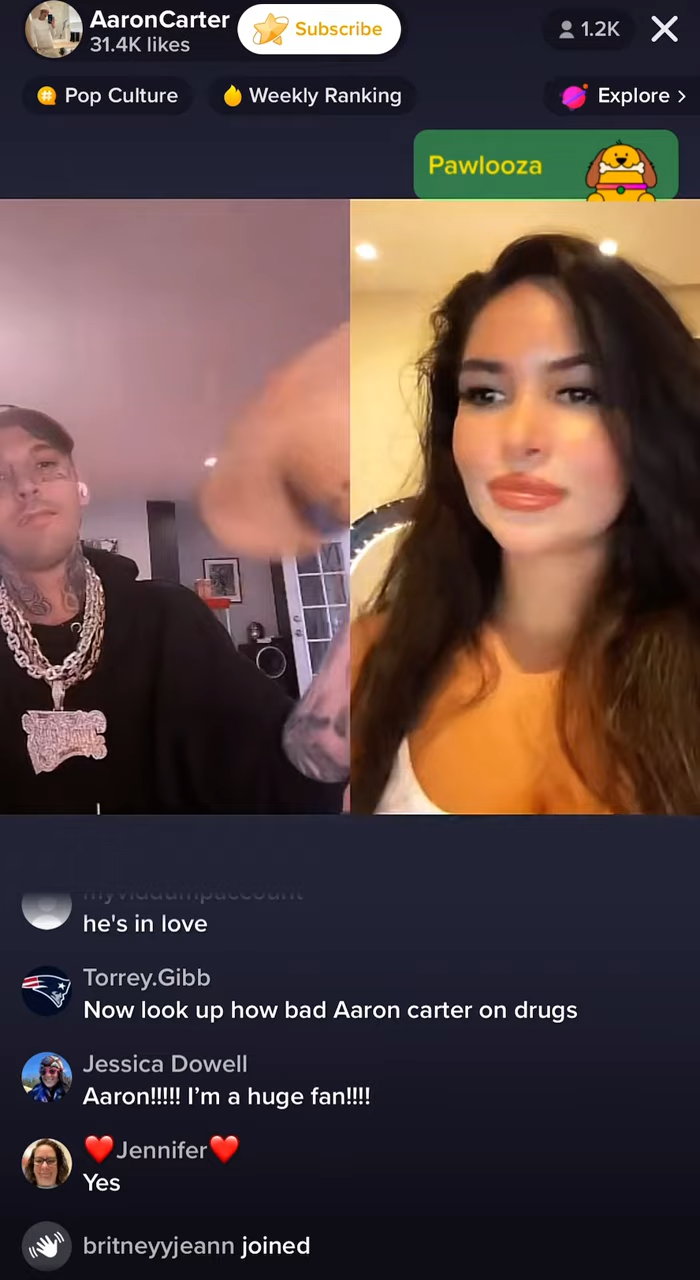 AaronCarter
31.4K likes
Subscribe
1.2K
Pop Culture
Weekly Ranking
Explore >
Pawlooza
myviddumpaccount
he's in love
Torrey.Gibb
Now look up how bad Aaron carter on drugs
Jessica Dowell
Aaron!!!!! I'm a huge fan!!!!
❤️Jennifer❤️
Yes
britneyyjeann joined